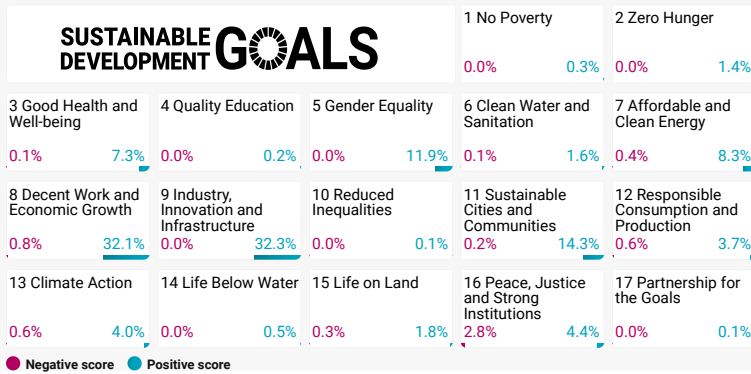 SUSTAINABLE
DEVELOPMENT
GOALS
1 No Poverty
0.0% 0.3%
2 Zero Hunger
0.0% 1.4%
3 Good Health and
Well-being
0.1% 7.3%
4 Quality Education
0.0% 0.2%
5 Gender Equality
0.0% 11.9%
6 Clean Water and
Sanitation
0.1% 1.6%
7 Affordable and
Clean Energy
0.4% 8.3%
8 Decent Work and
Economic Growth
0.8% 32.1%
9 Industry,
Innovation and
Infrastructure
0.0% 32.3%
10 Reduced
Inequalities
0.0% 0.1%
11 Sustainable
Cities and
Communities
0.2% 14.3%
12 Responsible
Consumption and
Production
0.6% 3.7%
13 Climate Action
0.6% 4.0%
14 Life Below Water
0.0% 0.5%
15 Life on Land
0.3% 1.8%
16 Peace, Justice
and Strong
Institutions
2.8% 4.4%
17 Partnership for
the Goals
0.0% 0.1%
Negative score Positive score